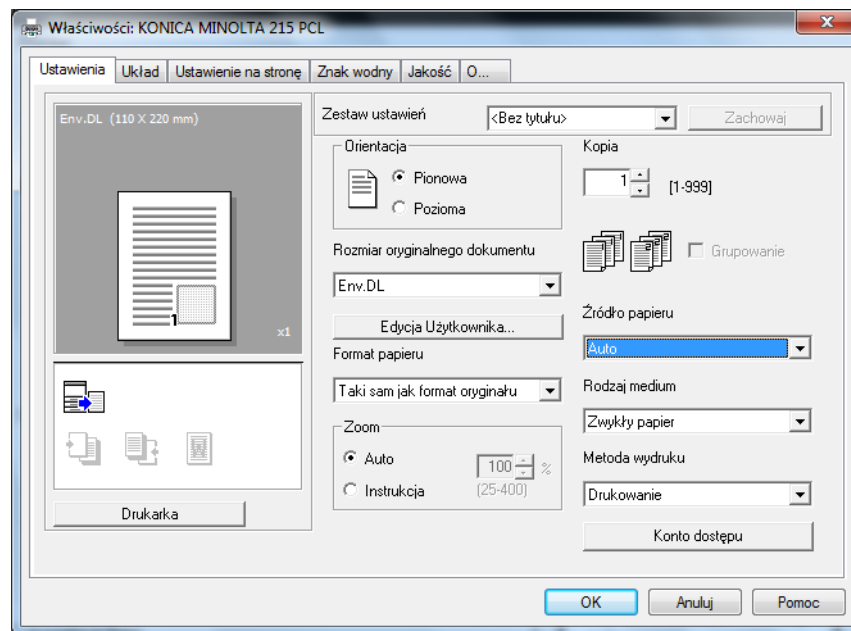 Właściwości: KONICA MINOLTA 215 PCL
Ustawienia Układ Ustawienie na stronę Znak wodny Jakość O...
Env.DL (110 X 220 mm)
1
x1
Drukarka
Zestaw ustawień <Bez tytułu> Zachowaj
Orientacja
Pionowa
Pozioma
Rozmiar oryginalnego dokumentu
Env.DL
Edycja Użytkownika...
Format papieru
Taki sam jak format oryginału
Zoom
Auto
Instrukcja
100 %
(25-400)
Kopia
1 [1-999]
Grupowanie
Źródło papieru
Auto
Rodzaj medium
Zwykły papier
Metoda wydruku
Drukowanie
Konto dostępu
OK Anuluj Pomoc